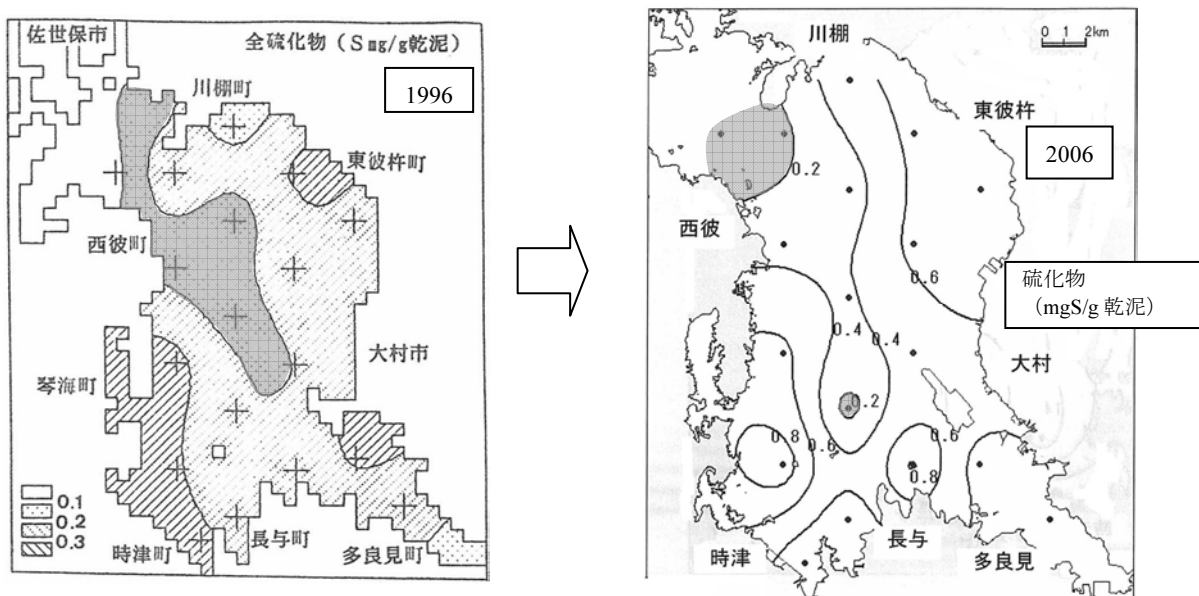 佐世保市
全硫化物(S mg/g乾泥)
1996
川棚町
東彼杵町
西彼町
大村市
琴海町
0.1
0.2
0.3
時津町
長与町
多良見町
川棚
0 1 2km
東彼杵
2006
0.2
西彼
0.6
硫化物
(mgS/g 乾泥)
0.4
0.4
大村
0.2
0.8
0.6
0.6
0.8
時津
長与
多良見